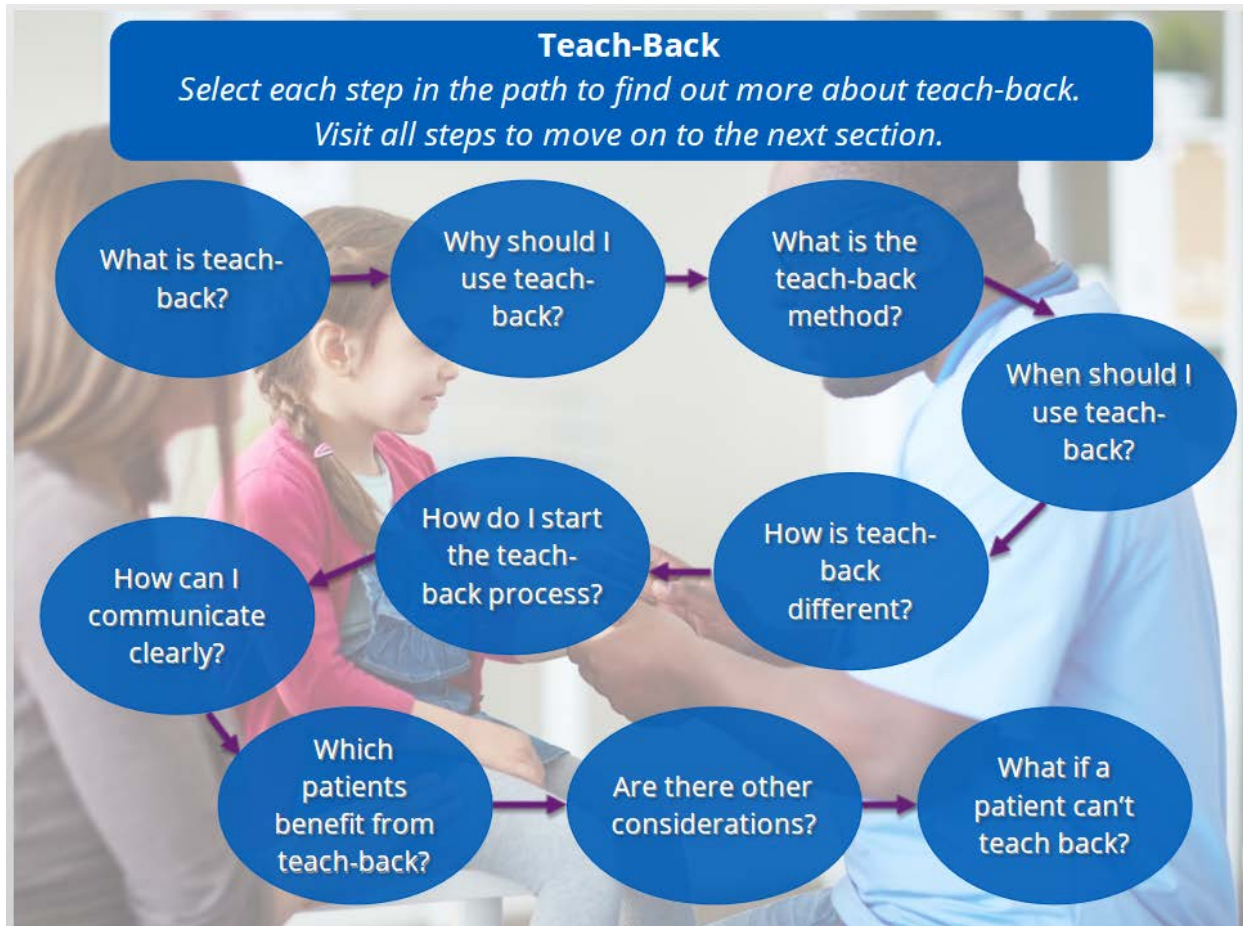 Teach-Back
Select each step in the path to find out more about teach-back.
Visit all steps to move on to the next section.
What is teach-
back?
Why should I
use teach-
back?
What is the
teach-back
method?
When should I
use teach-
back?
How is teach-
back
different?
How do I start
the teach-
back process?
How can I
communicate
clearly?
Which
patients
benefit from
teach-back?
Are there other
considerations?
What if a
patient can't
teach back?